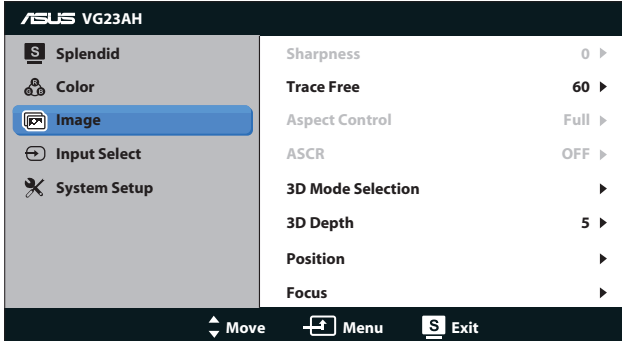 ASUS VG23AH
S Splendid
Color
Image
Input Select
System Setup
Sharpness 0
Trace Free 60
Aspect Control Full
ASCR OFF
3D Mode Selection
3D Depth 5
Position
Focus
Move Menu S Exit